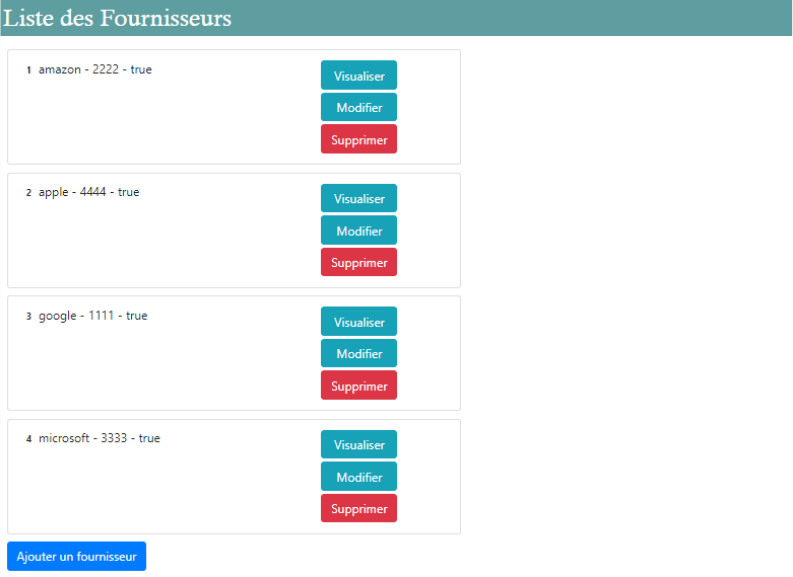 Liste des Fournisseurs
1 amazon - 2222 - true
Visualiser
Modifier
Supprimer
2 apple - 4444 - true
Visualiser
Modifier
Supprimer
3 google - 1111 - true
Visualiser
Modifier
Supprimer
4 microsoft - 3333 - true
Visualiser
Modifier
Supprimer
Ajouter un fournisseur